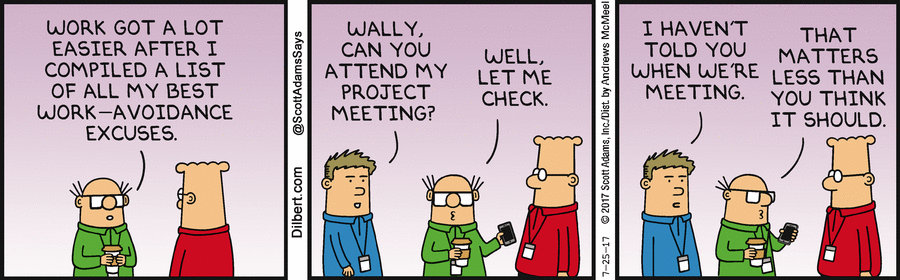 WORK GOT A LOT
EASIER AFTER I
COMPILED A LIST
OF ALL MY BEST
WORK–AVOIDANCE
EXCUSES.
Dilbert.com @ScottAdamsSays
WALLY,
CAN YOU
ATTEND MY
PROJECT
MEETING?
WELL,
LET ME
CHECK.
7-25-17 © 2017 Scott Adams, Inc./Dist. by Andrews McMeel
I HAVEN'T
TOLD YOU
WHEN WE'RE
MEETING.
THAT
MATTERS
LESS THAN
YOU THINK
IT SHOULD.